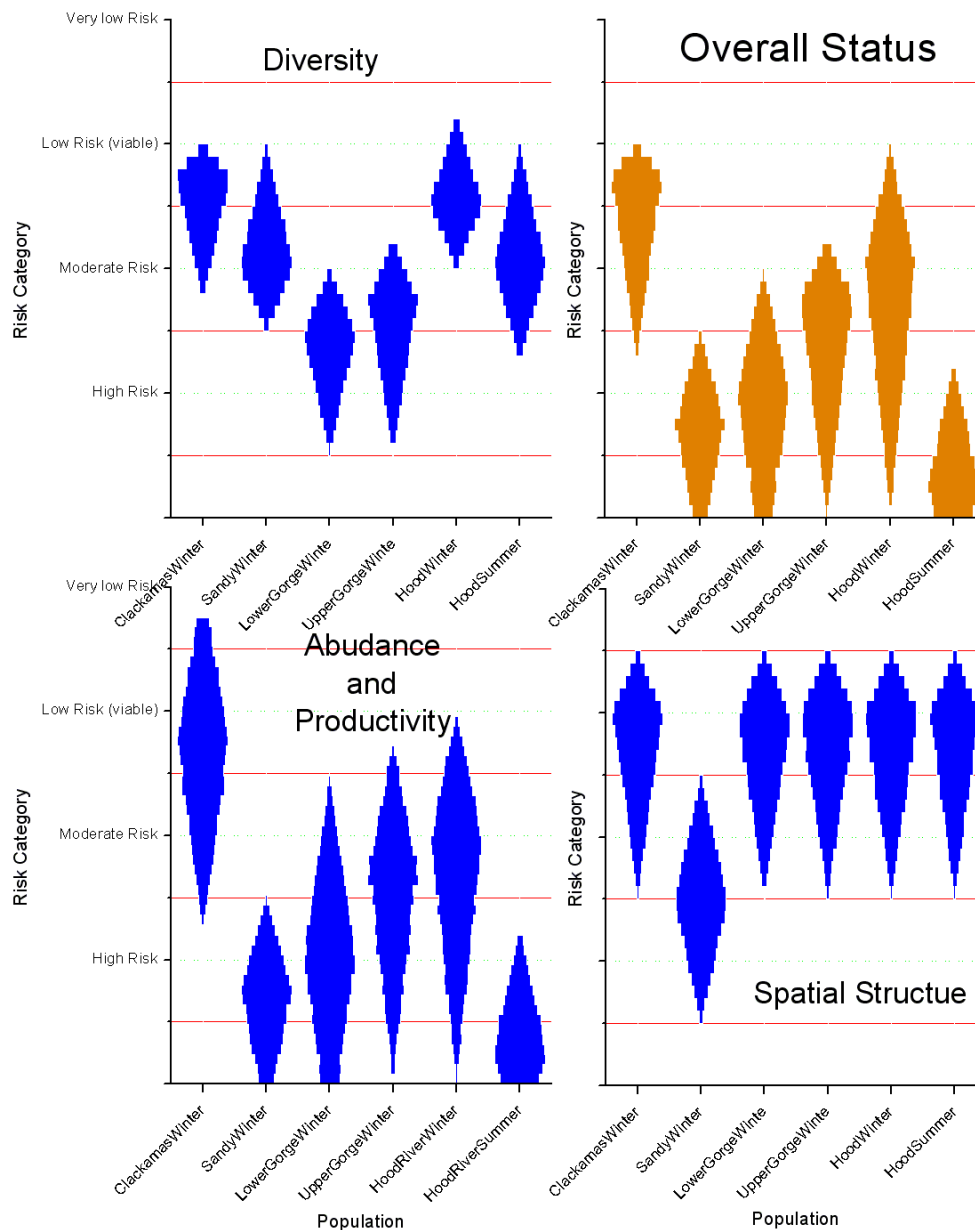 Very low Risk
Diversity
Low Risk (viable)
Moderate Risk
High Risk
Risk Category
ClackamasWinter
SandyWinter
LowerGorgeWinte
UpperGorgeWinte
HoodWinter
HoodSummer
Overall Status
Risk Category
ClackamasWinter
SandyWinter
LowerGorgeWinter
UpperGorgeWinter
HoodWinter
HoodSummer
Very low Risk
Abudance
and
Productivity
Low Risk (viable)
Moderate Risk
High Risk
Risk Category
ClackamasWinter
SandyWinter
LowerGorgeWinter
UpperGorgeWinter
HoodRiverWinter
HoodRiverSummer
Population
Risk Category
Spatial Structue
ClackamasWinter
SandyWinter
LowerGorgeWinte
UpperGorgeWinte
HoodWinter
HoodSummer
Population